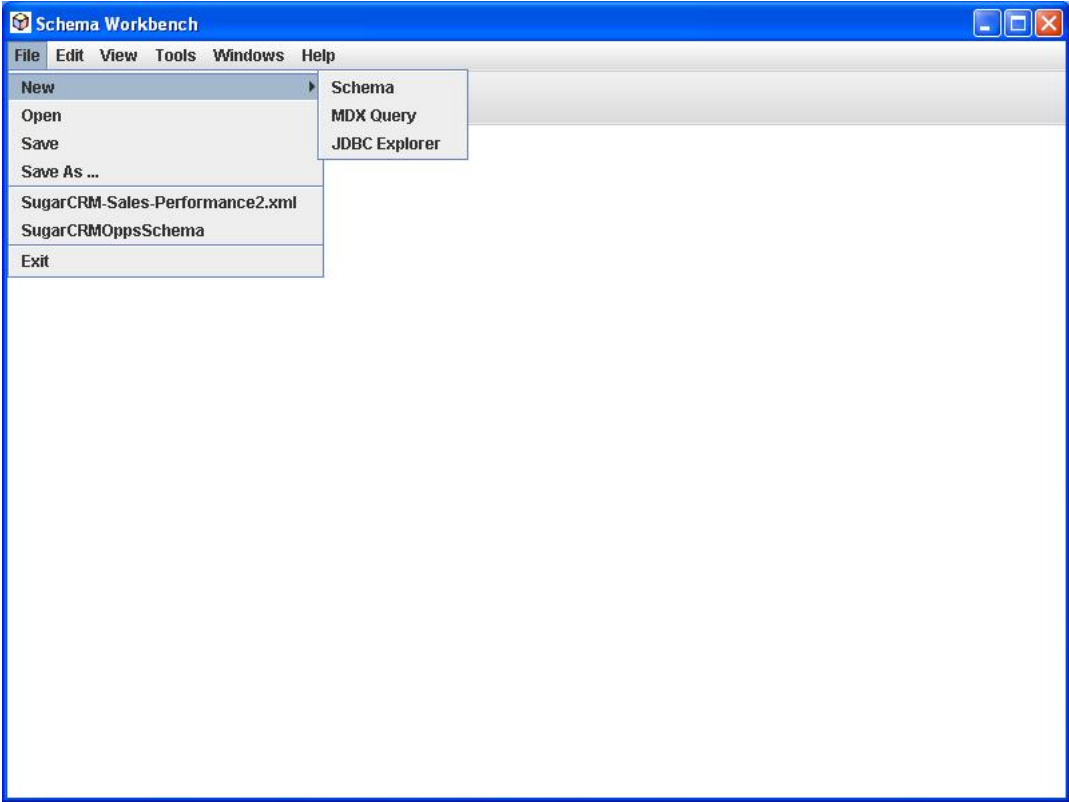 Schema Workbench
File Edit View Tools Windows Help
New
Open
Save
Save As ...
SugarCRM-Sales-Performance2.xml
SugarCRMOppsSchema
Exit
Schema
MDX Query
JDBC Explorer